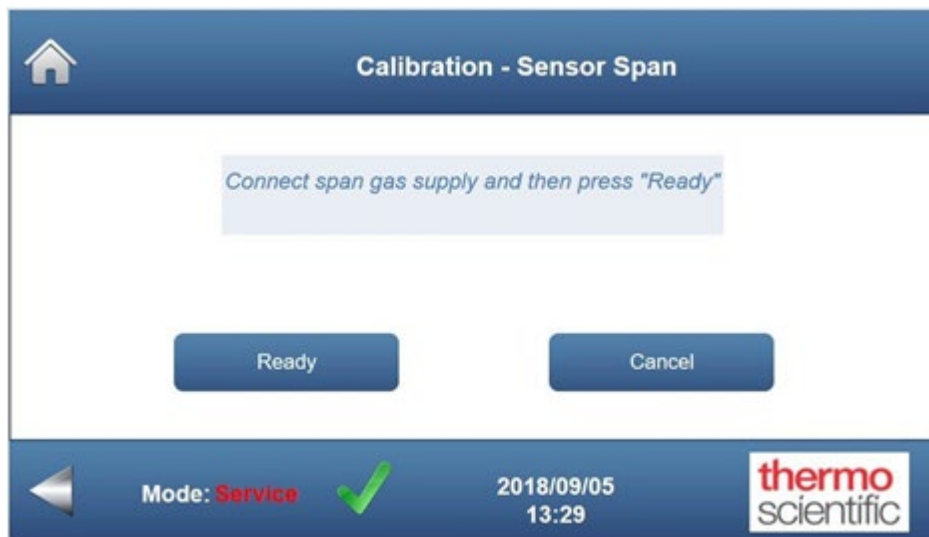 Calibration - Sensor Span
Connect span gas supply and then press "Ready"
Ready
Cancel
Mode: Service
2018/09/05
13:29
thermo
scientific